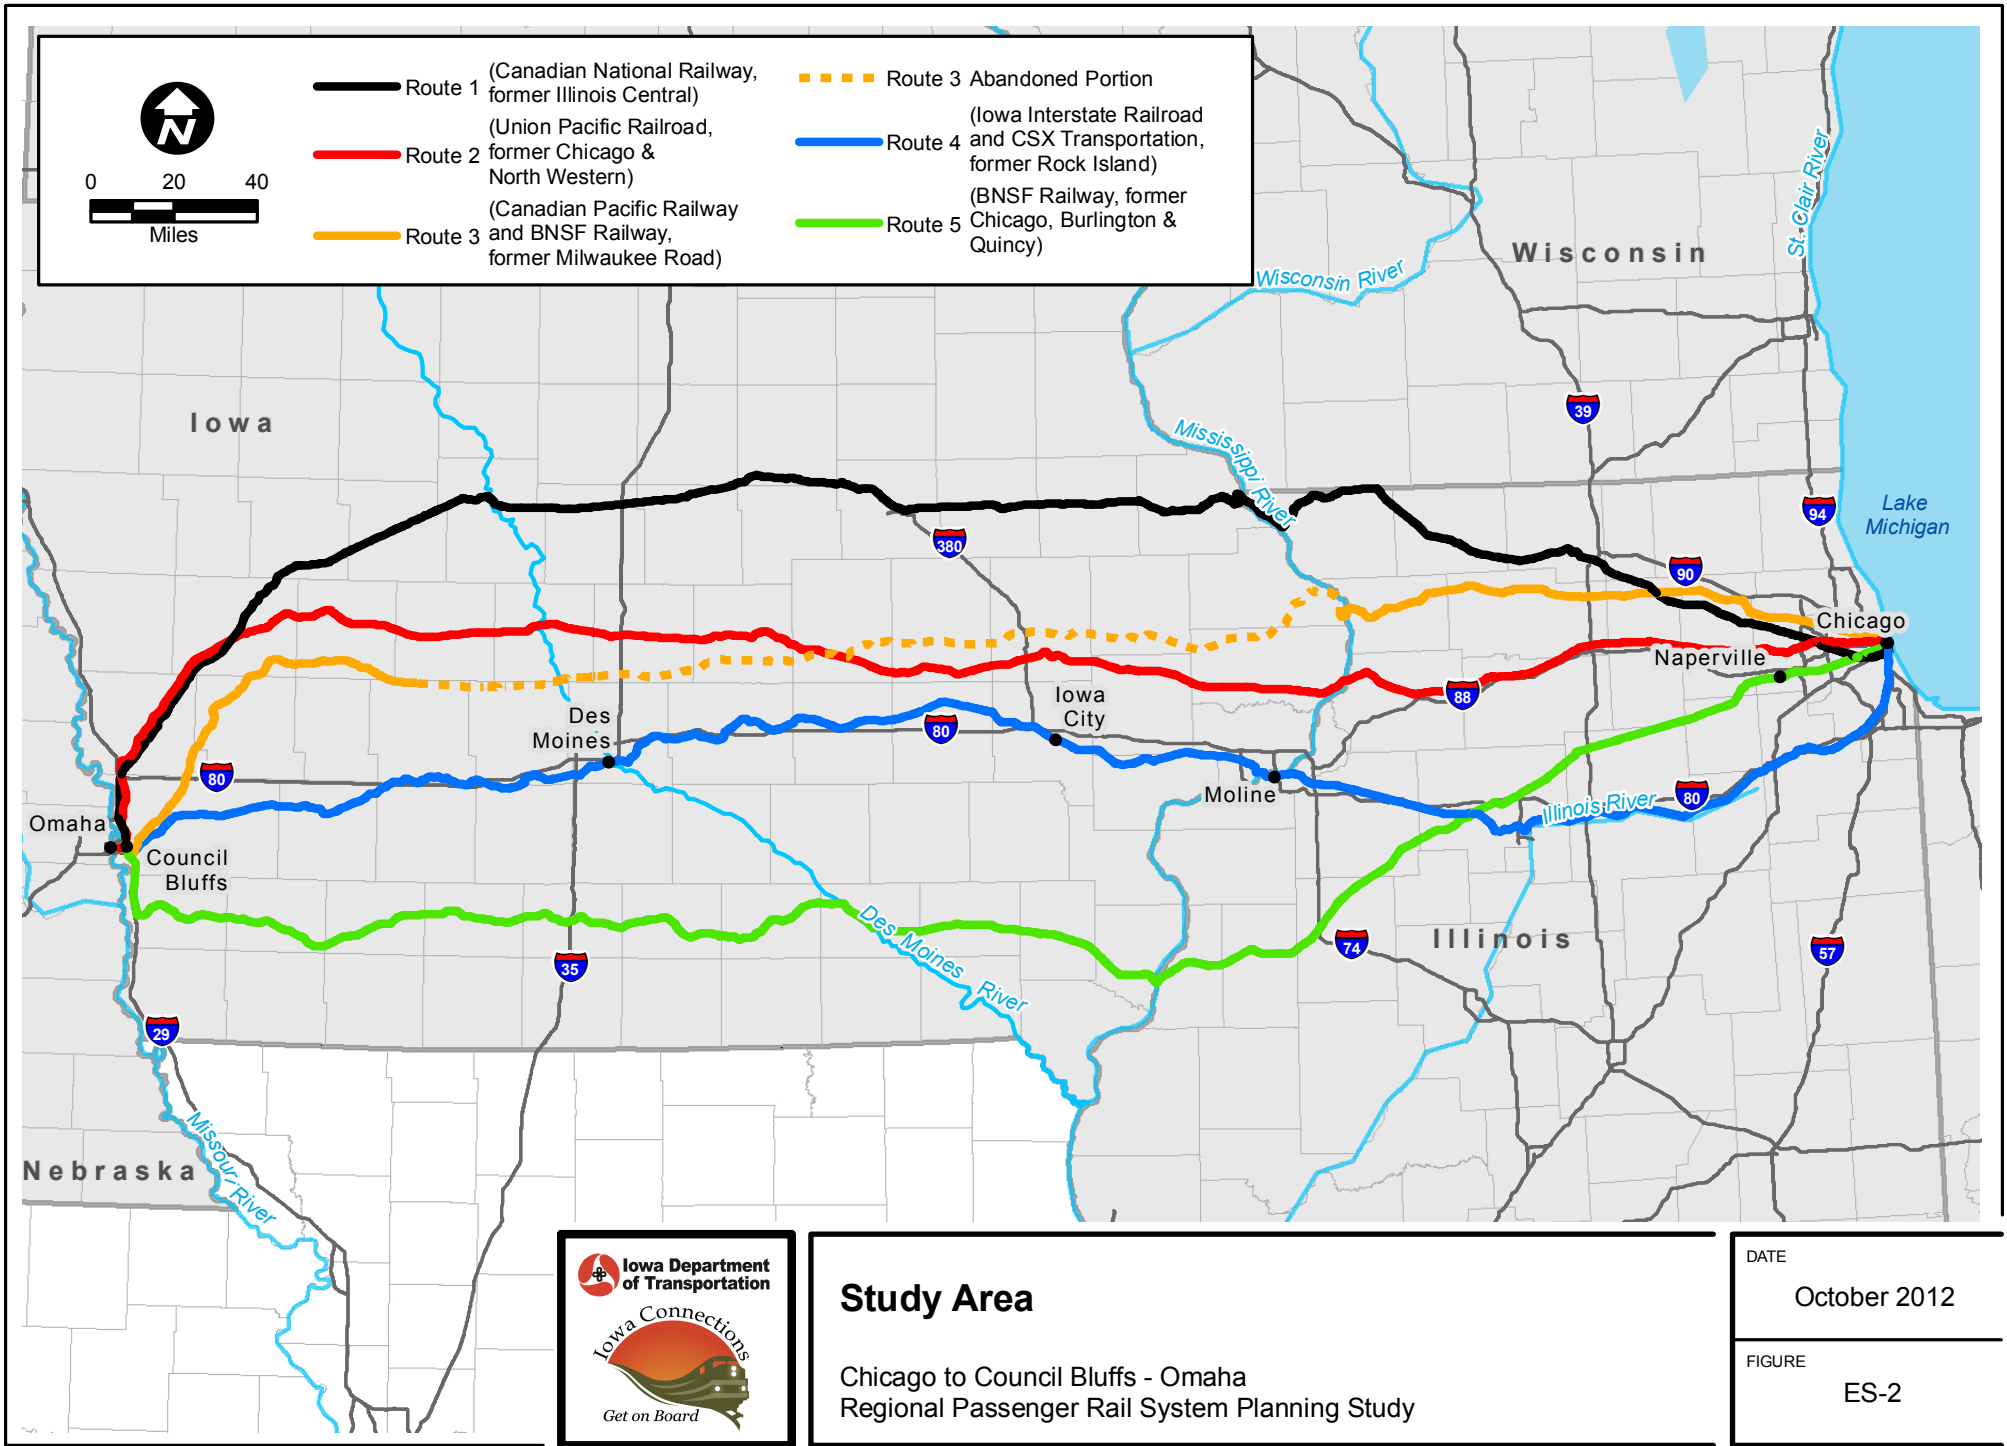 0 20 40
Miles
Route 1 (Canadian National Railway,
former Illinois Central)
Route 2 (Union Pacific Railroad,
former Chicago &
North Western)
Route 3 (Canadian Pacific Railway
and BNSF Railway,
former Milwaukee Road)
Route 3 Abandoned Portion
Route 4 (Iowa Interstate Railroad
and CSX Transportation,
former Rock Island)
Route 5 (BNSF Railway, former
Chicago, Burlington &
Quincy)
N
St. Clair River
Wisconsin
Wisconsin River
39
Iowa
Mississippi River
Lake
Michigan
94
380
90
Chicago
Naperville
88
Iowa
City
Des
Moines
80
80
Moline
Illinois River
80
Omaha
Council
Bluffs
Des Moines River
35
74
Illinois
57
29
Missouri River
Nebraska
Iowa Department
of Transportation
Iowa Connections
Get on Board
Study Area
Chicago to Council Bluffs - Omaha
Regional Passenger Rail System Planning Study
DATE
October 2012
FIGURE
ES-2